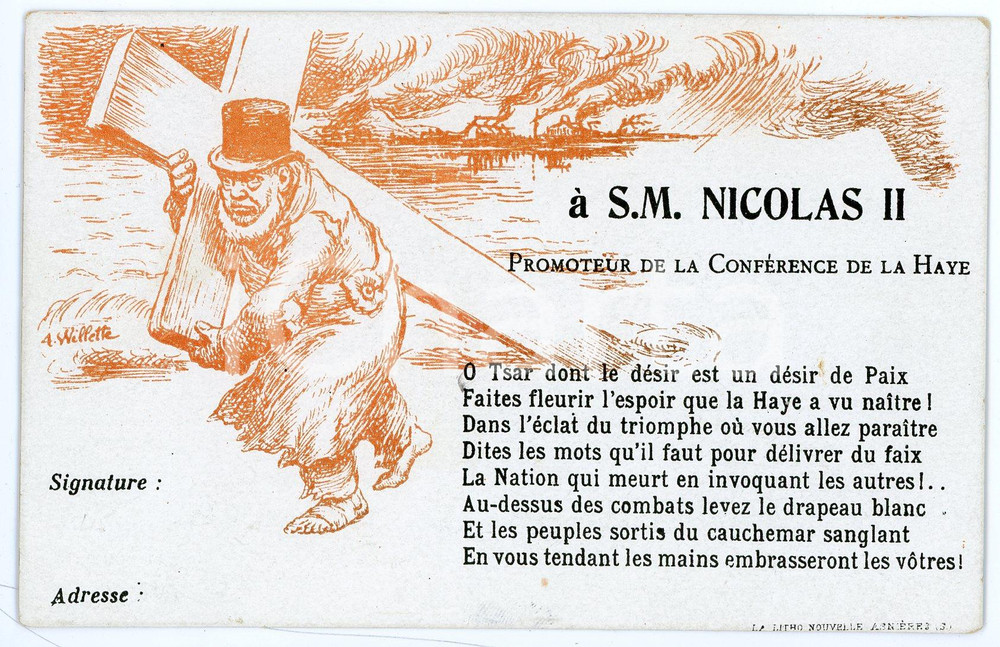 à S.M. NICOLAS II
PROMOTEUR DE LA CONFÉRENCE DE LA HAYE
A. Willette
O Tsar dont le désir est un désir de Paix
Faites fleurir l'espoir que la Haye a vu naître !
Dans l'éclat du triomphe où vous allez paraître
Dites les mots qu'il faut pour délivrer du faix
La Nation qui meurt en invoquant les autres !..
Au-dessus des combats levez le drapeau blanc
Et les peuples sortis du cauchemar sanglant
En vous tendant les mains embrasseront les vôtres !
Signature :
Adresse :
LA LITHO NOUVELLE ASNIÈRES (S.)